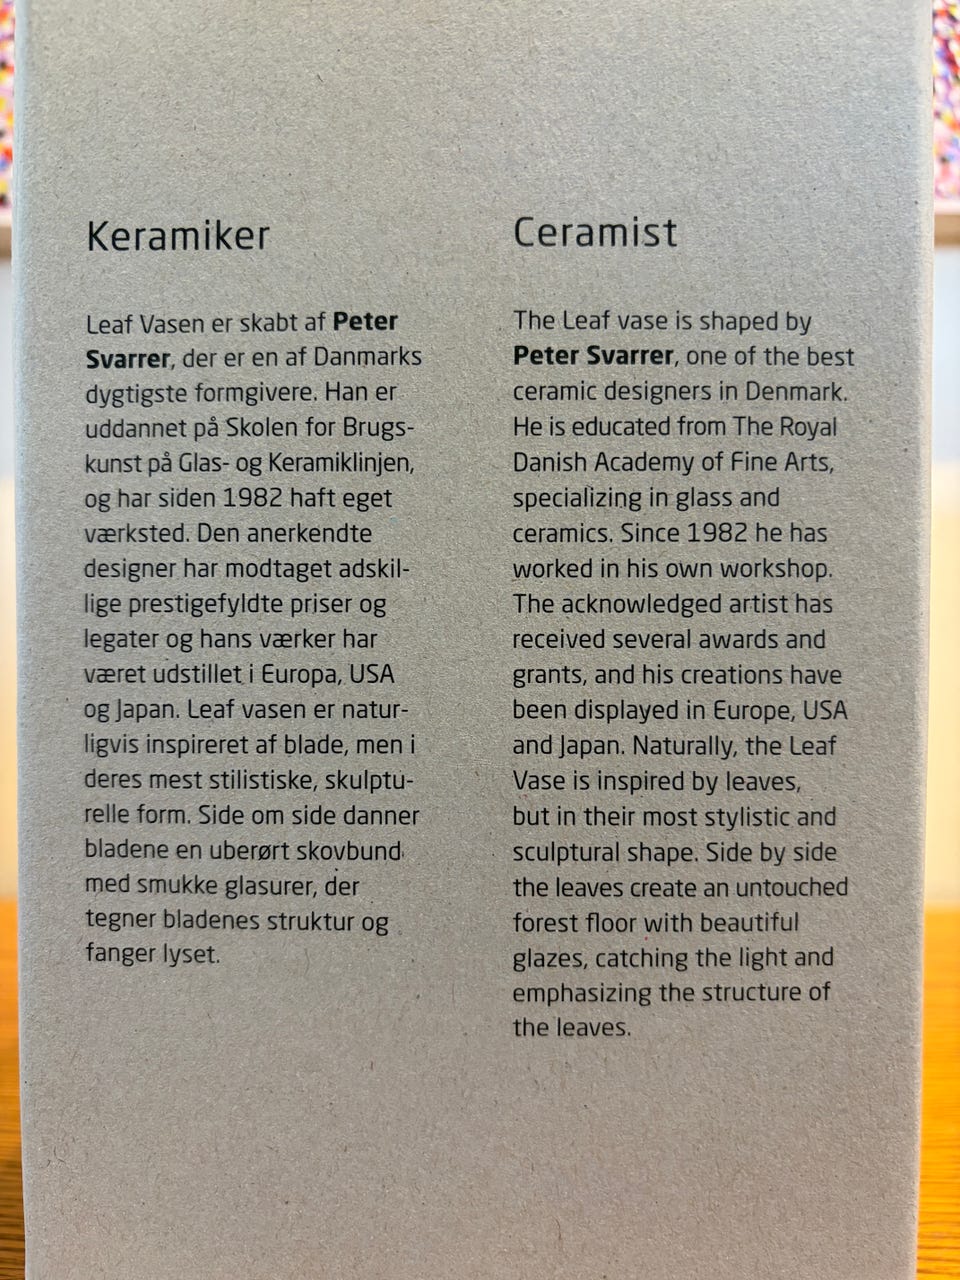 Keramiker
Leaf Vasen er skabt af Peter
Svarrer, der er en af Danmarks
dygtigste formgivere. Han er
uddannet på Skolen for Brugs-
kunst på Glas- og Keramiklinjen,
og har siden 1982 haft eget
værksted. Den anerkendte
designer har modtaget adskil-
lige prestigefyldte priser og
legater og hans værker har
været udstillet i Europa, USA
og Japan. Leaf vasen er natur-
ligvis inspireret af blade, men i
deres mest stilistiske, skulptu-
relle form. Side om side danner
bladene en uberørt skovbund
med smukke glasurer, der
tegner bladenes struktur og
fanger lyset.
Ceramist
The Leaf vase is shaped by
Peter Svarrer, one of the best
ceramic designers in Denmark.
He is educated from The Royal
Danish Academy of Fine Arts,
specializing in glass and
ceramics. Since 1982 he has
worked in his own workshop.
The acknowledged artist has
received several awards and
grants, and his creations have
been displayed in Europe, USA
and Japan. Naturally, the Leaf
Vase is inspired by leaves,
but in their most stylistic and
sculptural shape. Side by side
the leaves create an untouched
forest floor with beautiful
glazes, catching the light and
emphasizing the structure of
the leaves.